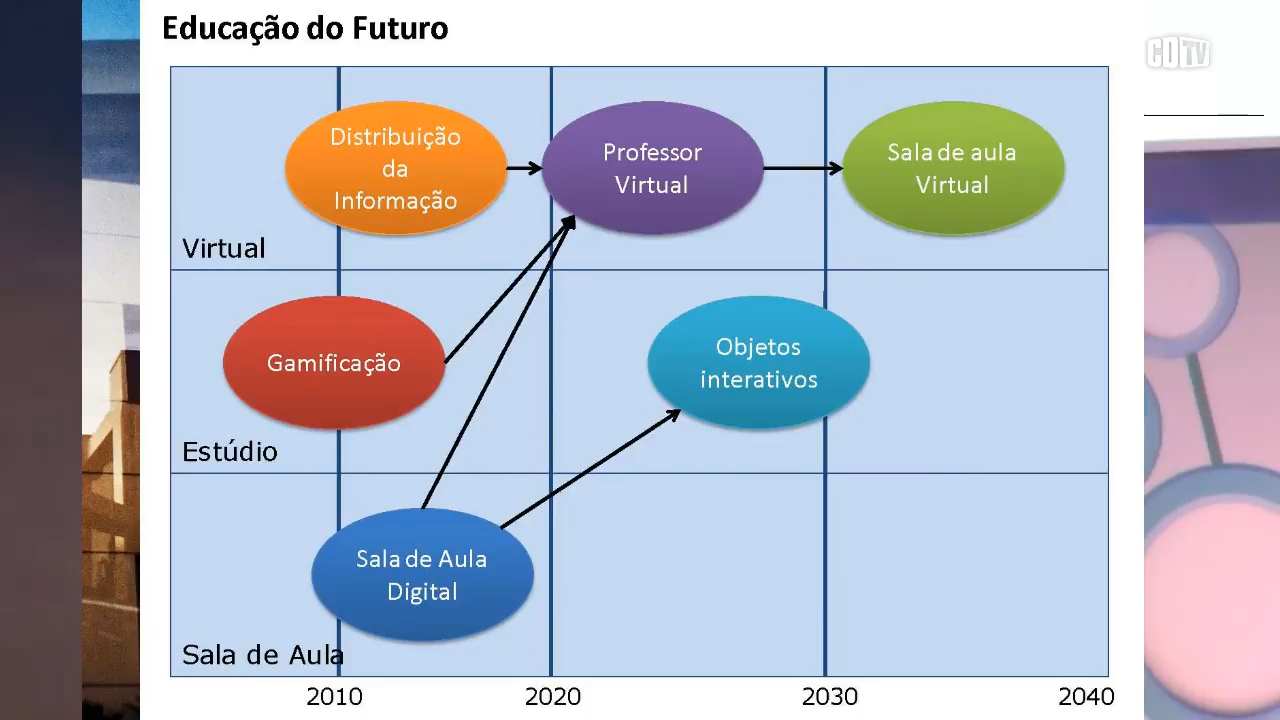 Educação do Futuro
CDTV
Distribuição
da
Informação
Professor
Virtual
Sala de aula
Virtual
Virtual
Gamificação
Objetos
interativos
Estúdio
Sala de Aula
Digital
Sala de Aula
2010
2020
2030
2040